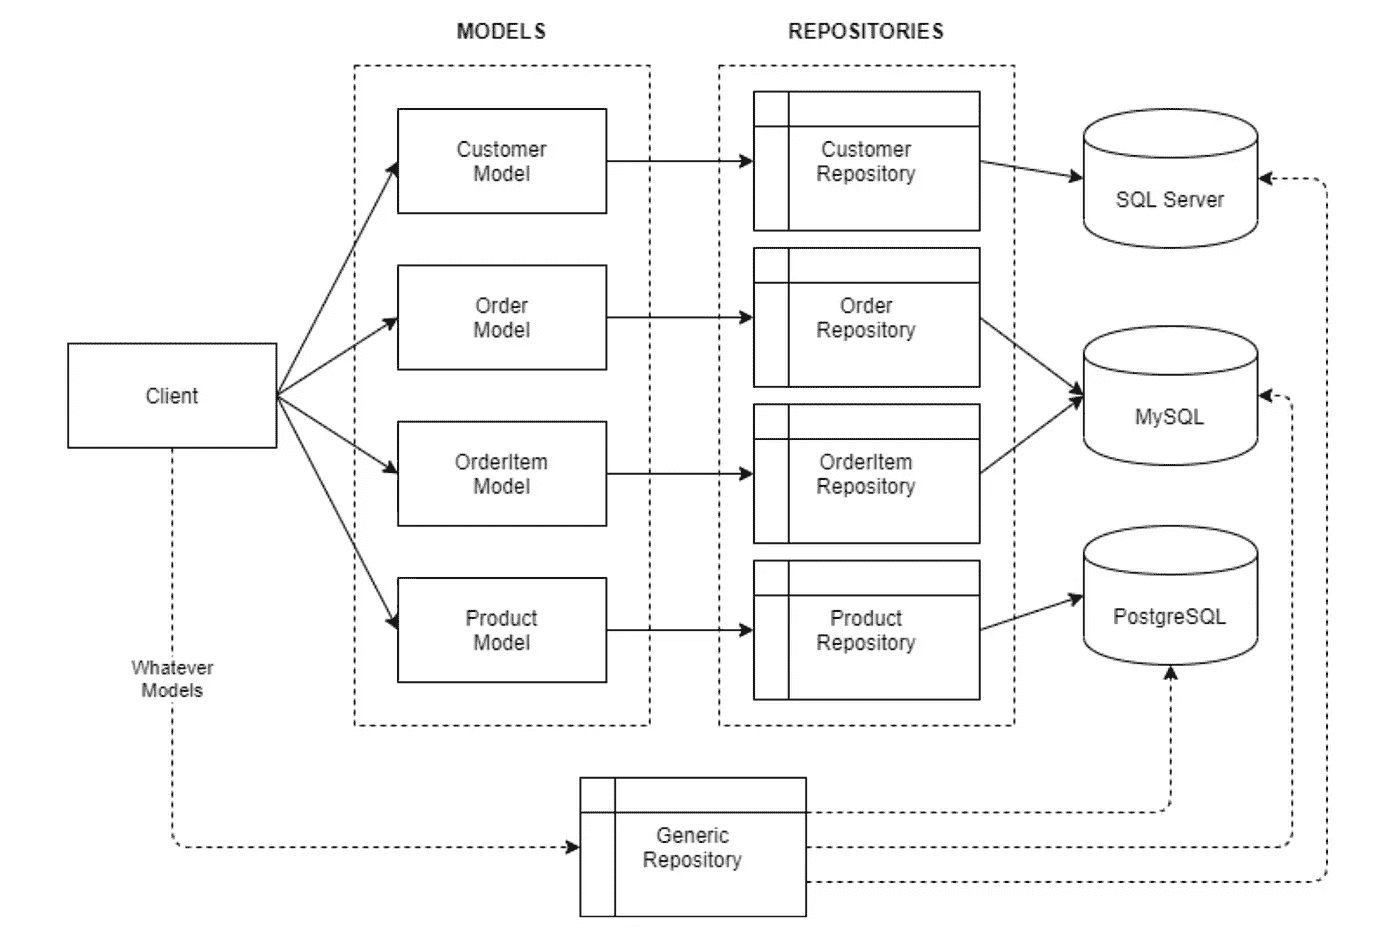 MODELS
REPOSITORIES
Customer
Model
Customer
Repository
SQL Server
Order
Model
Order
Repository
Client
MySQL
OrderItem
Model
OrderItem
Repository
Product
Model
Product
Repository
PostgreSQL
Whatever
Models
Generic
Repository